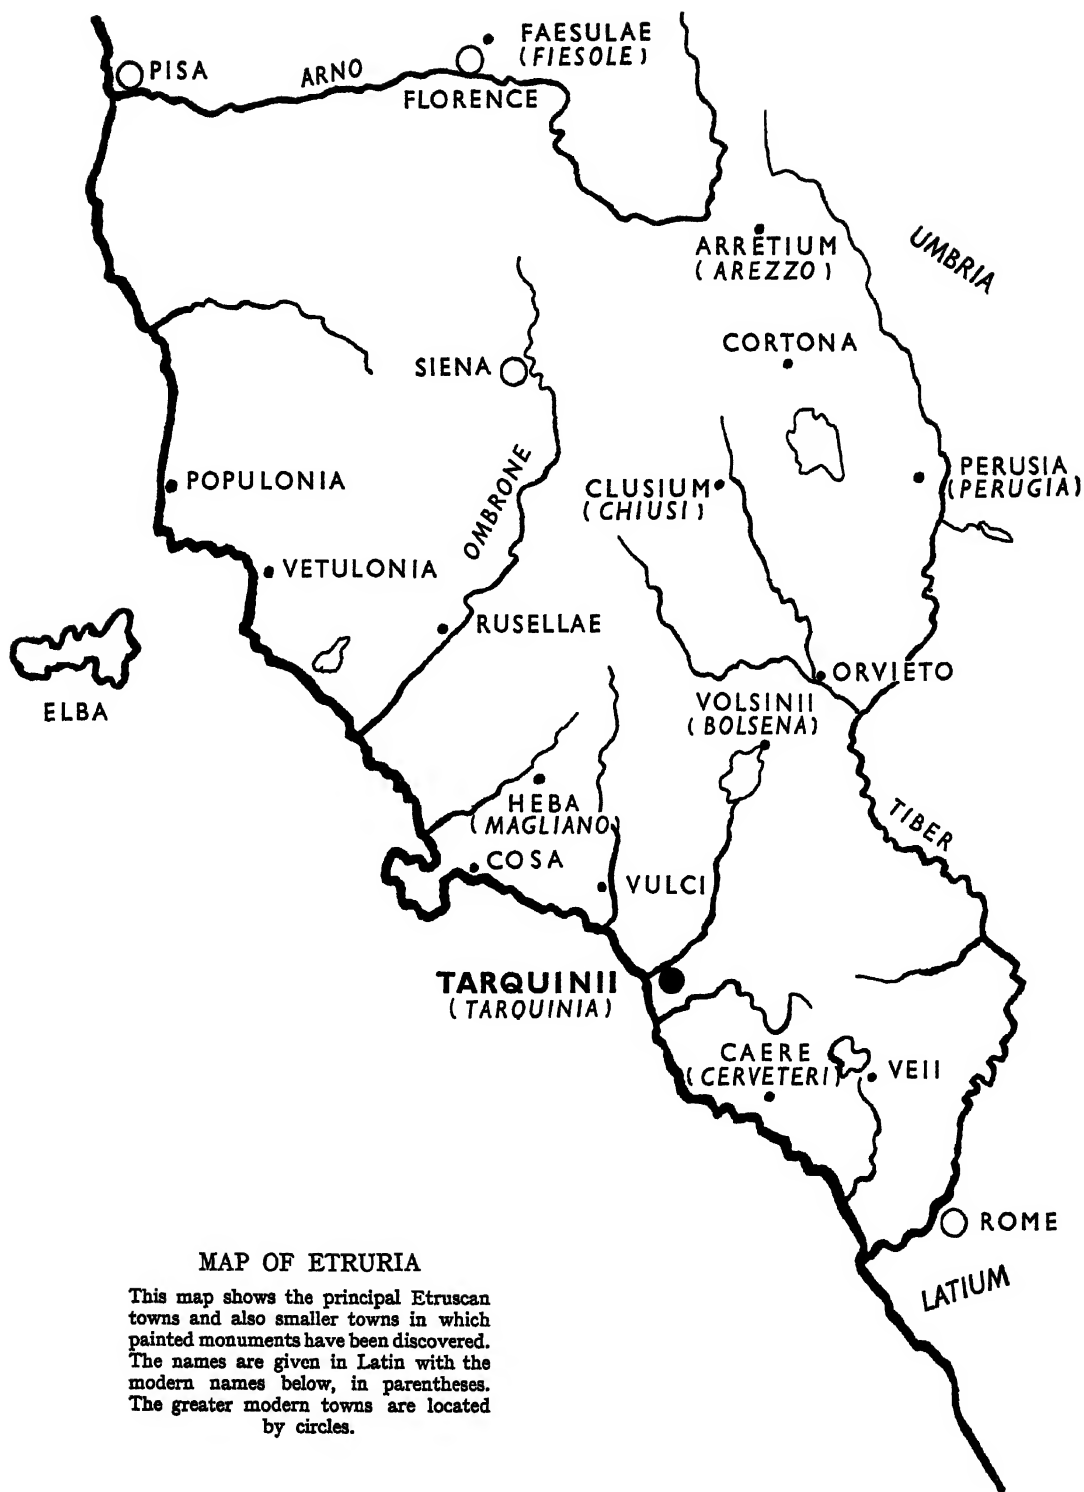 FAESULAE
(FIESOLE)
PISA
ARNO
FLORENCE
ARRETIUM
(AREZZO)
UMBRIA
CORTONA
SIENA
POPULONIA
OMBRONE
CLUSIUM
(CHIUSI)
PERUSIA
(PERUGIA)
VETULONIA
RUSELLAE
ELBA
ORVIETO
VOLSINII
(BOLSENA)
HEBA
(MAGLIANO)
TIBER
COSA
VULCI
TARQUINII
(TARQUINIA)
CAERE
(CERVETERI)
VEII
ROME
LATIUM
MAP OF ETRURIA
This map shows the principal Etruscan
towns and also smaller towns in which
painted monuments have been discovered.
The names are given in Latin with the
modern names below, in parentheses.
The greater modern towns are located
by circles.